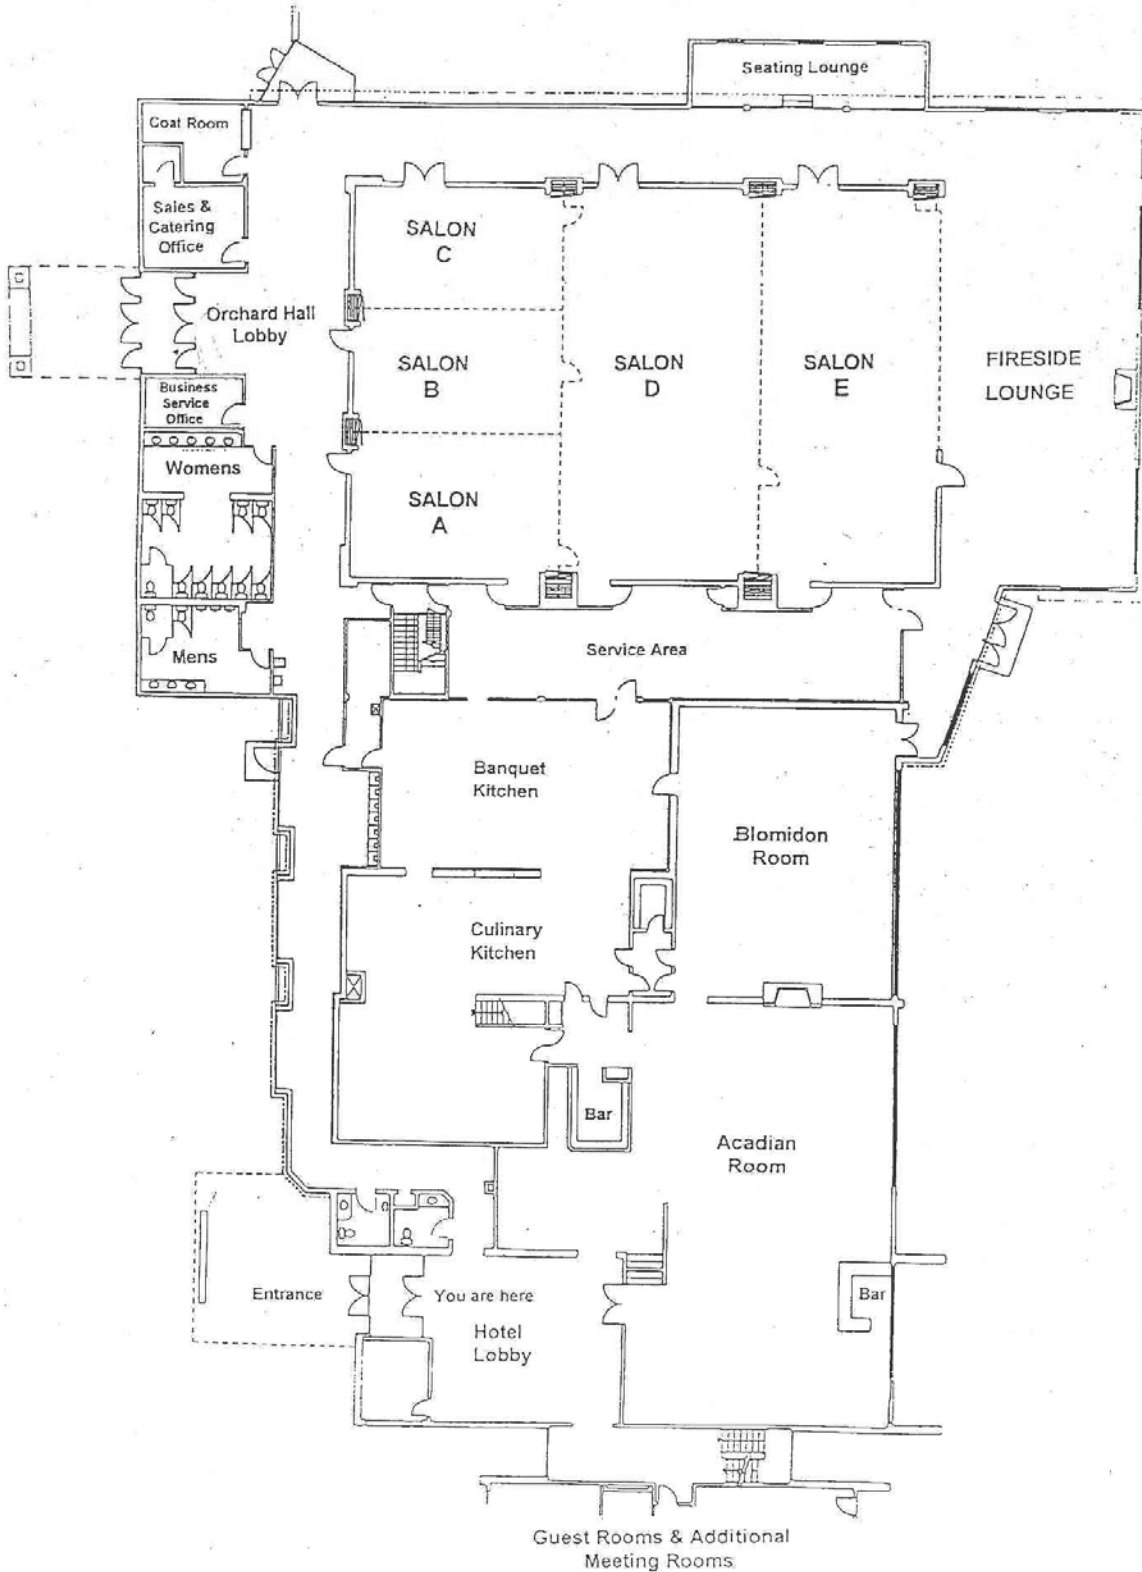 Seating Lounge
Coat Room
Sales &
Catering
Office
SALON
C
Orchard Hall
Lobby
SALON
B
SALON
D
SALON
E
FIRESIDE
LOUNGE
Business
Service
Office
Womens
SALON
A
Mens
Service Area
Banquet
Kitchen
Blomidon
Room
Culinary
Kitchen
Bar
Acadian
Room
Entrance
You are here
Bar
Hotel
Lobby
Guest Rooms & Additional
Meeting Rooms